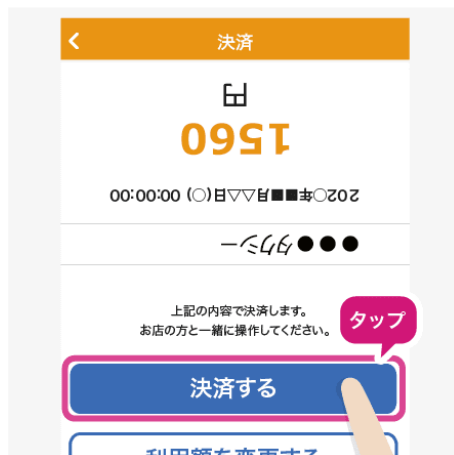 決済
●●●タクシー
202○年■■月△△日(○) 00:00:00
1560
円
上記の内容で決済します。
お店の方と一緒に操作してください。
タップ
決済する
利用額を変更する